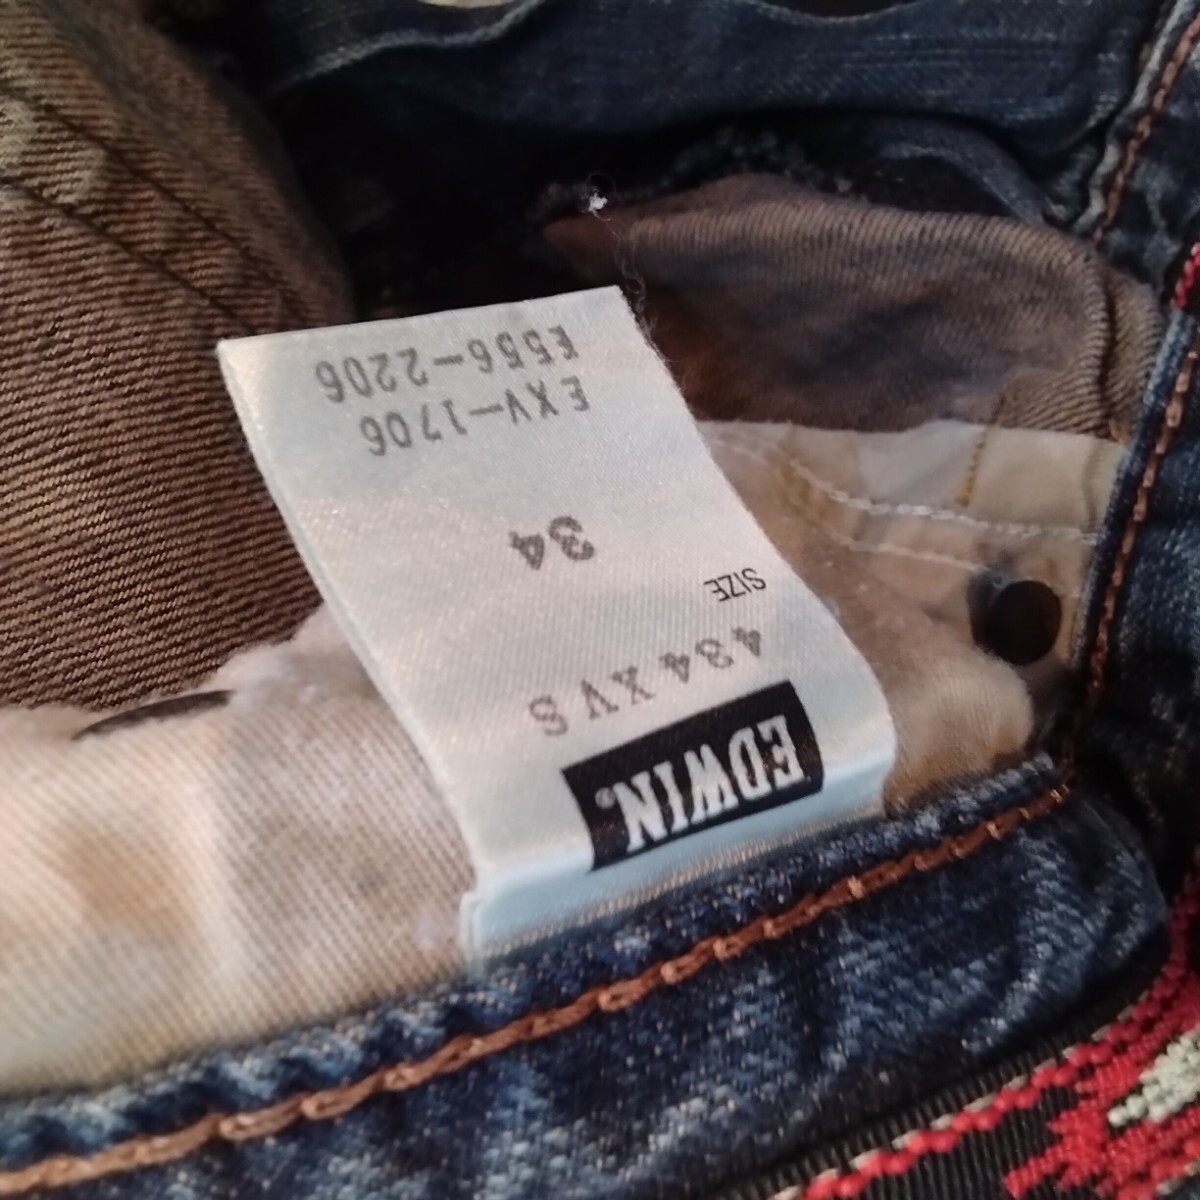 EDWIN®
434XVS
SIZE
34
EXV-1706
E556-2206